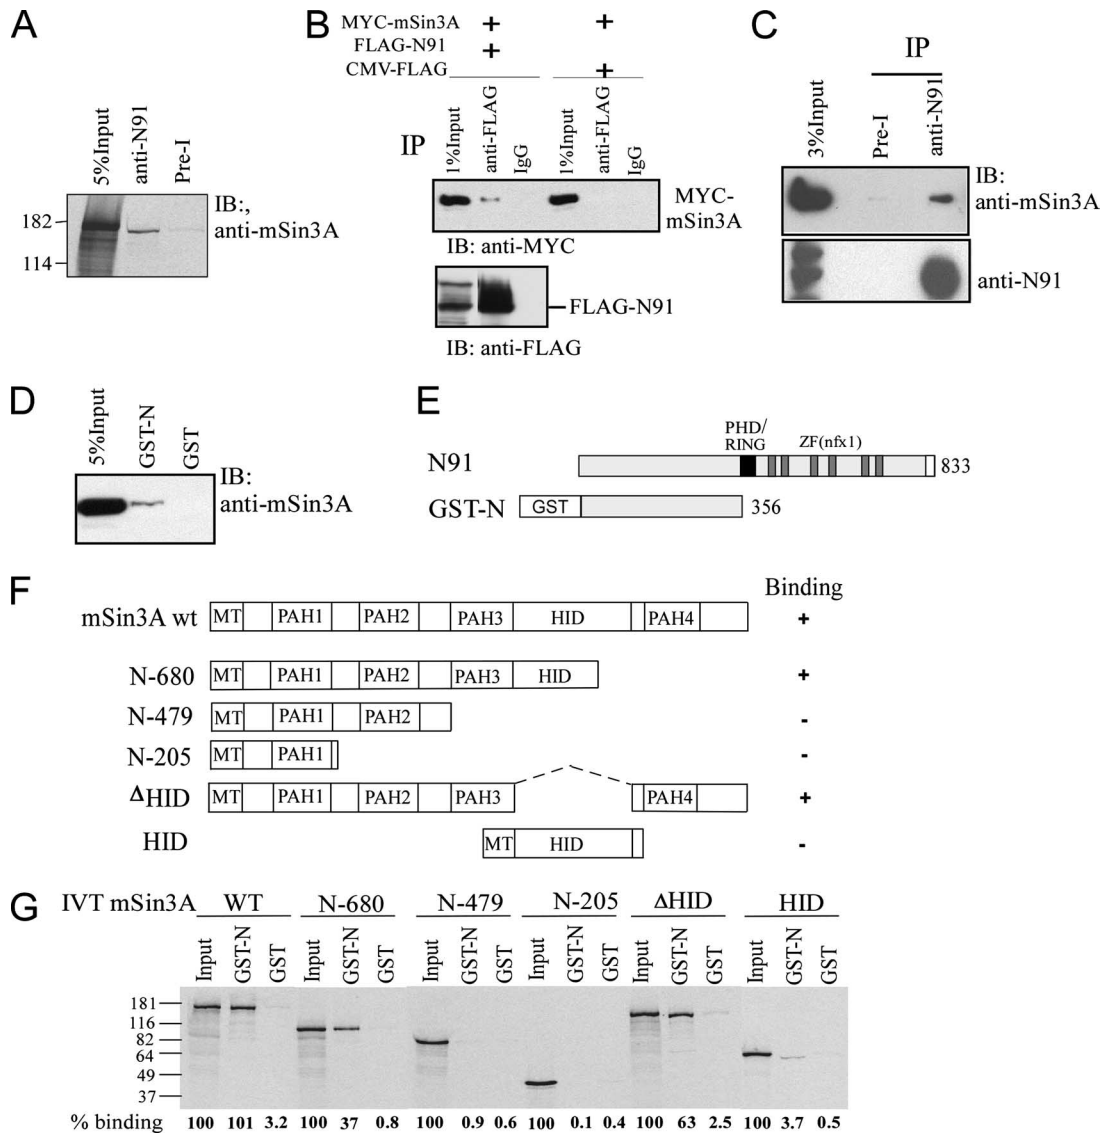 A
5%Input
anti-N91
Pre-I
182
114
IB:,
anti-mSin3A
B
MYC-mSin3A + +
FLAG-N91 +
CMV-FLAG +
IP
1%Input
anti-FLAG
IgG
1%Input
anti-FLAG
IgG
MYC-
mSin3A
IB: anti-MYC
FLAG-N91
IB: anti-FLAG
C
IP
3%Input
Pre-I
anti-N91
IB:
anti-mSin3A
anti-N91
D
5%Input
GST-N
GST
IB:
anti-mSin3A
E
PHD/
RING
ZF(nfx1)
N91
833
GST-N
GST
356
F
Binding
mSin3A wt MT PAH1 PAH2 PAH3 HID PAH4 +
N-680 MT PAH1 PAH2 PAH3 HID +
N-479 MT PAH1 PAH2 -
N-205 MT PAH1 -
ΔHID MT PAH1 PAH2 PAH3 PAH4 +
HID MT HID -
G
IVT mSin3A WT N-680 N-479 N-205 ΔHID HID
Input GST-N GST Input GST-N GST Input GST-N GST Input GST-N GST Input GST-N GST Input GST-N GST
181
116
82
64
49
37
% binding 100 101 3.2 100 37 0.8 100 0.9 0.6 100 0.1 0.4 100 63 2.5 100 3.7 0.5